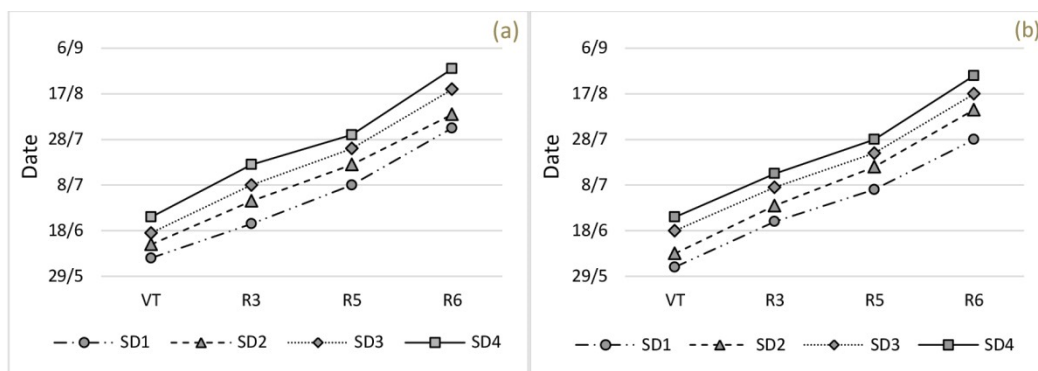 (a)
6/9
17/8
28/7
8/7
18/6
29/5
Date
VT R3 R5 R6
SD1 SD2 SD3 SD4
(b)
6/9
17/8
28/7
8/7
18/6
29/5
Date
VT R3 R5 R6
SD1 SD2 SD3 SD4